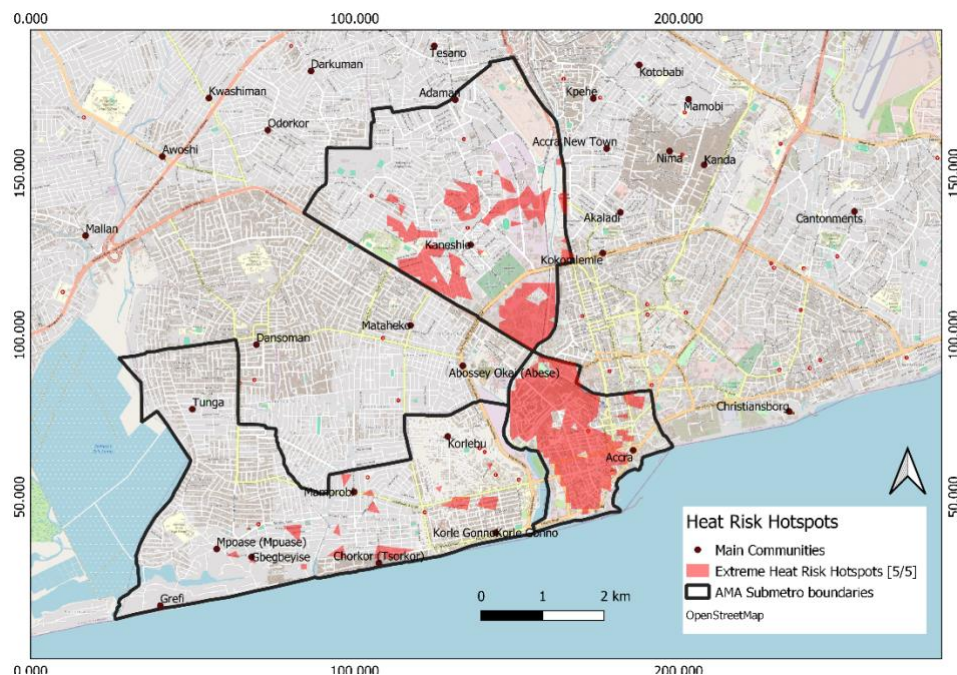 0.000
100.000
200.000
Tesano
Darkuman
Kotobabi
Kwashiman
Adaman
Kpehe
Mamobi
Odorkor
Accra New Town
Awoshi
Nima
Kanda
150.000
150.000
Akaladi
Cantonments
Mallan
Kaneshie
Kokomlemle
100.000
100.000
Mataheko
Dansoman
Abossey Okai (Abese)
Tunga
Christiansborg
Korlebu
Accra
50.000
50.000
Mamprobi
Korle Gonno
Korle Gonno
Mpoase (Mpuase)
Gbegbeyise
Chorkor (Tsorkor)
Grefi
Heat Risk Hotspots
Main Communities
Extreme Heat Risk Hotspots [5/5]
AMA Submetro boundaries
OpenStreetMap
0
1
2 km
0.000
100.000
200.000